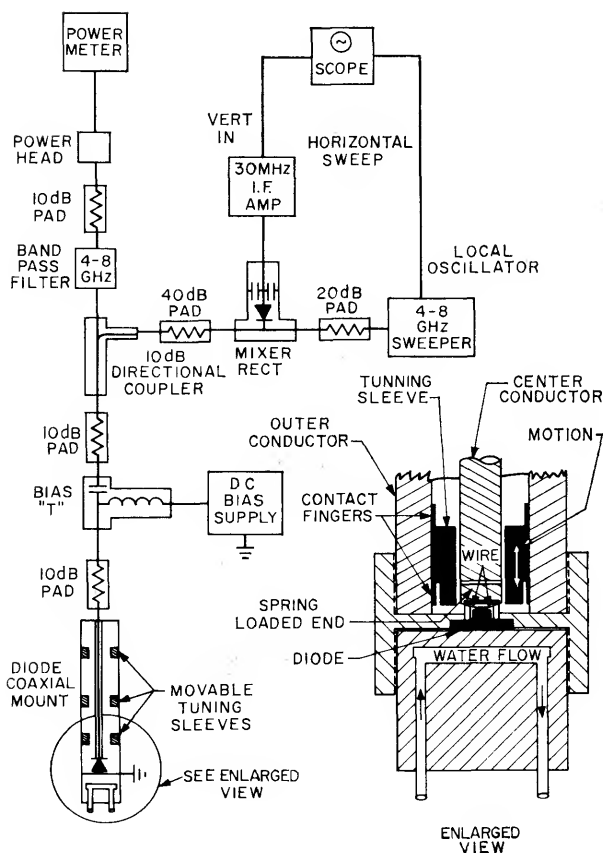 POWER
METER
POWER
HEAD
10dB
PAD
BAND
PASS
FILTER
4-8
GHz
SCOPE
VERT
IN
HORIZONTAL
SWEEP
30MHz
I.F.
AMP
LOCAL
OSCILLATOR
40dB
PAD
20dB
PAD
4-8
GHz
SWEEPER
MIXER
RECT
10dB
DIRECTIONAL
COUPLER
10dB
PAD
BIAS
"T"
DC
BIAS
SUPPLY
10dB
PAD
DIODE
COAXIAL
MOUNT
MOVABLE
TUNING
SLEEVES
SEE ENLARGED
VIEW
TUNNING
SLEEVE
CENTER
CONDUCTOR
OUTER
CONDUCTOR
MOTION
CONTACT
FINGERS
WIRE
SPRING
LOADED END
DIODE
WATER FLOW
ENLARGED
VIEW